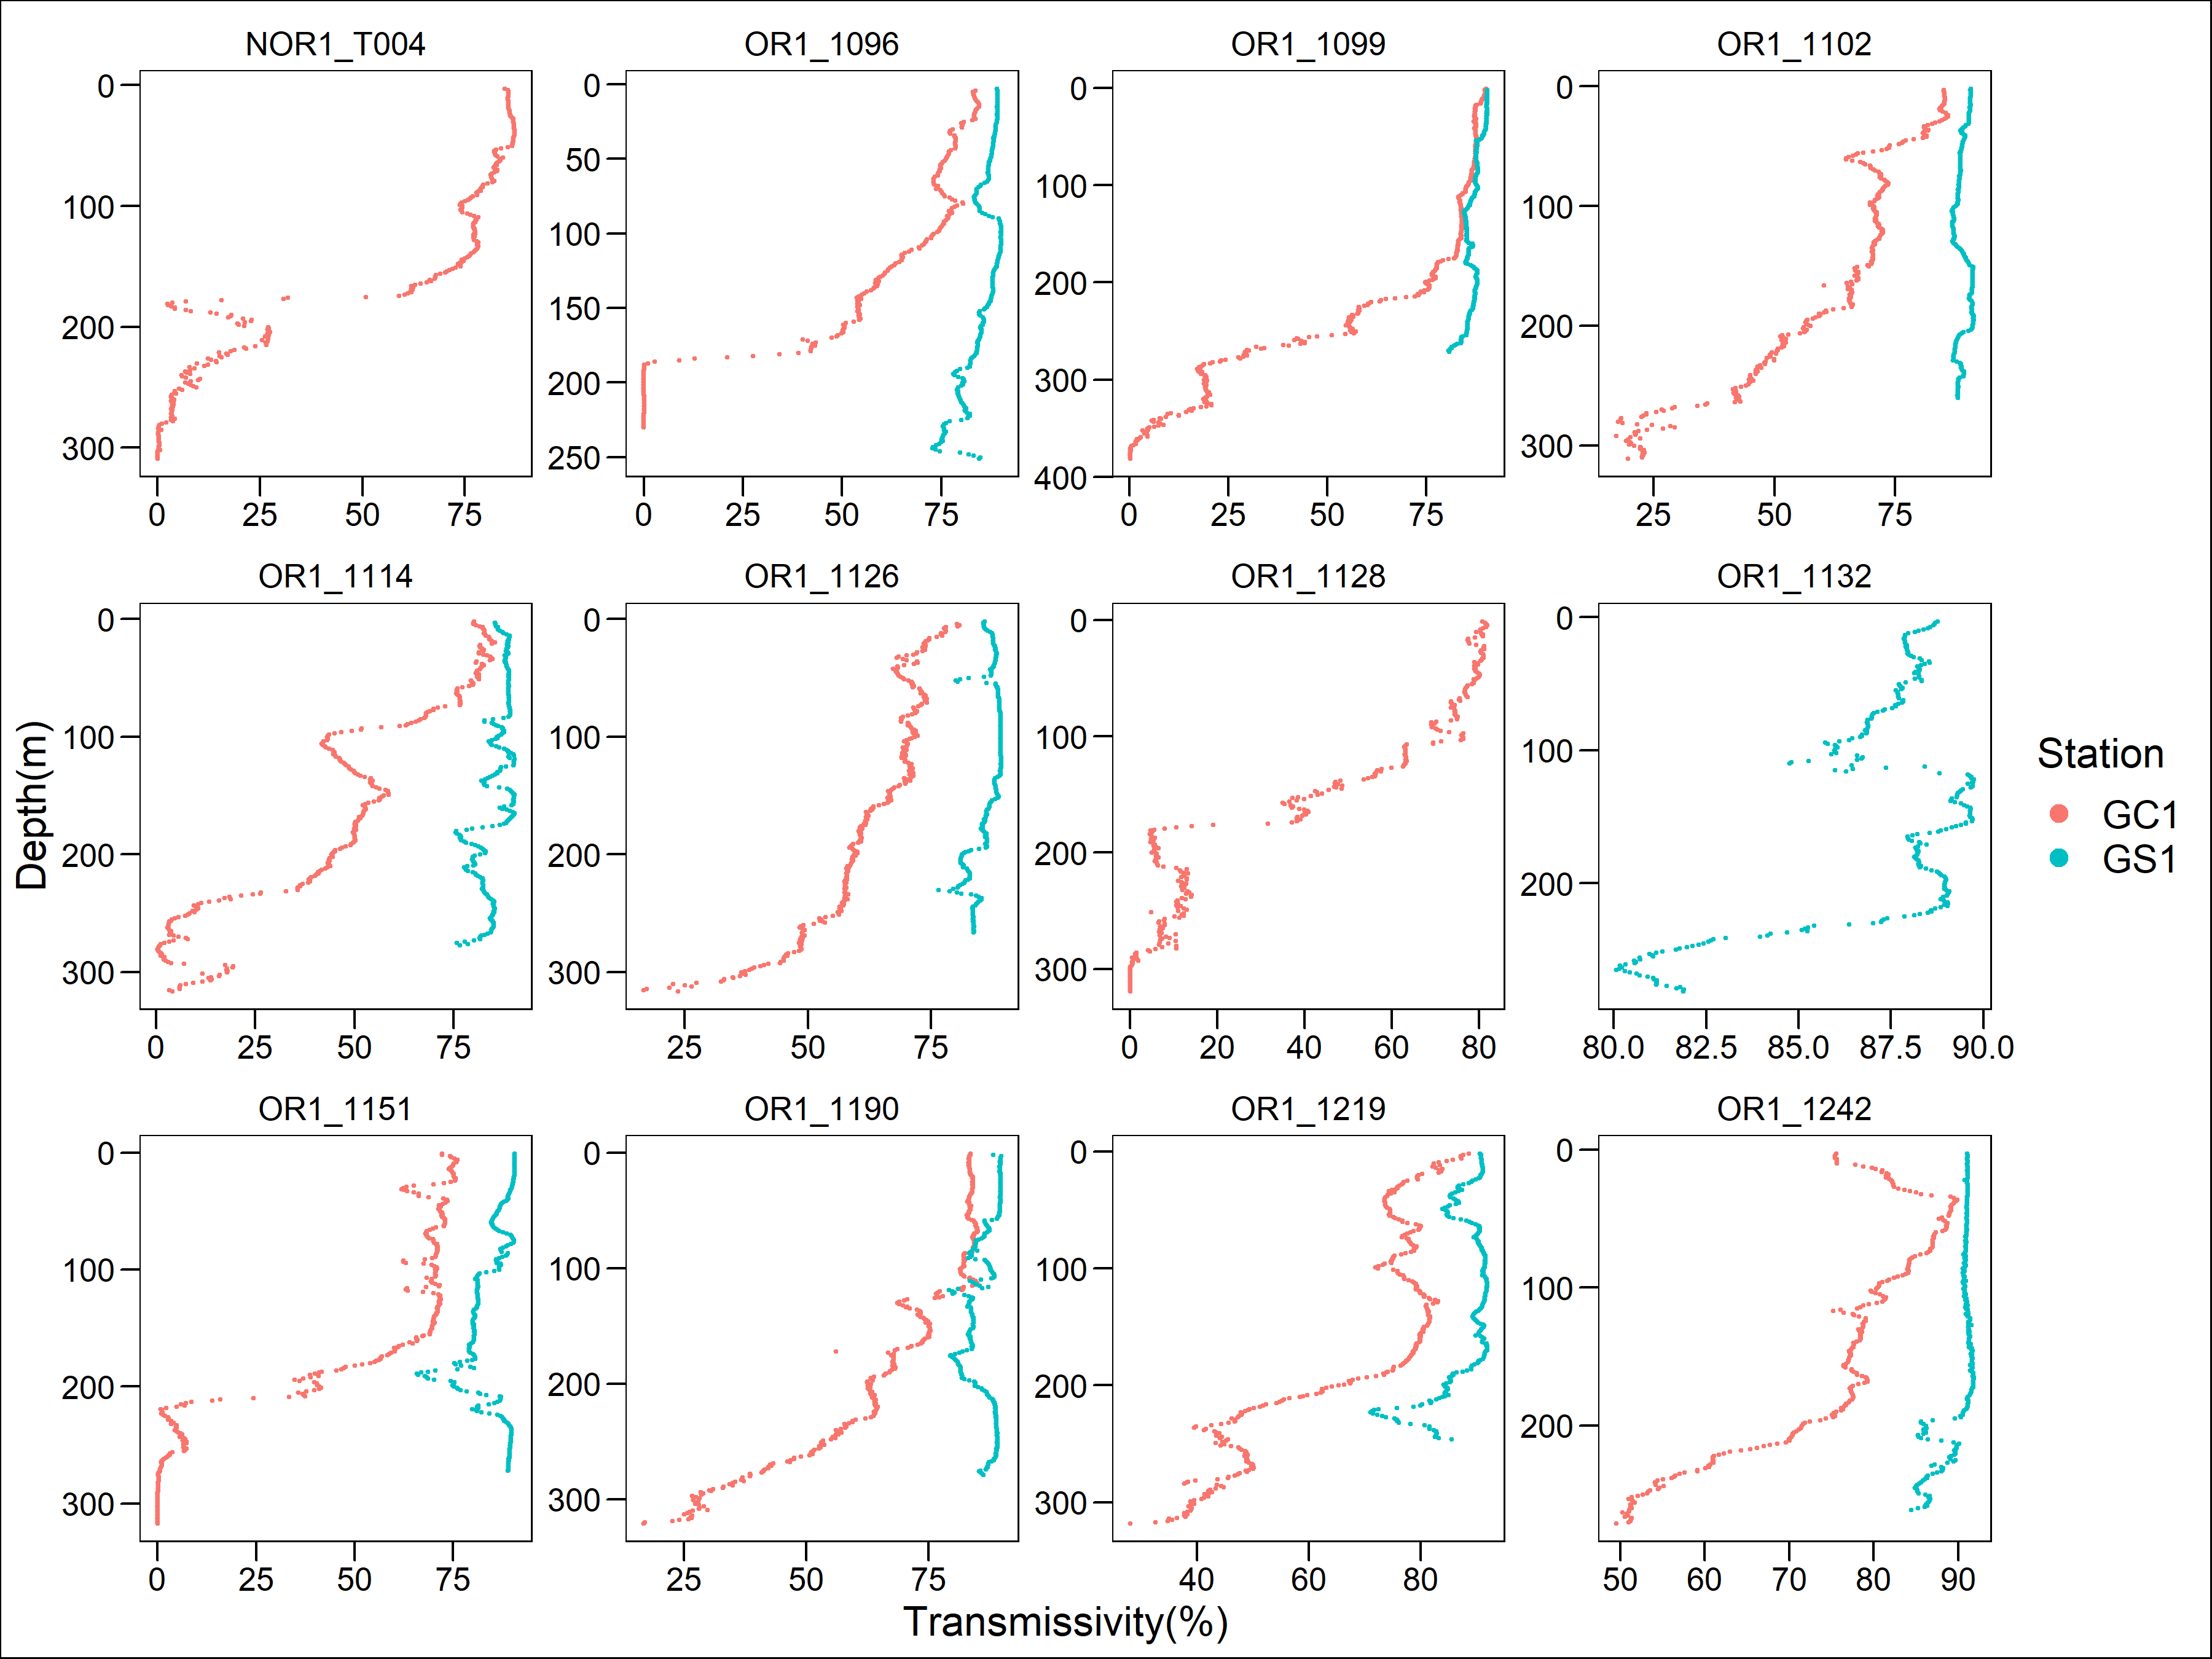 NOR1_T004 OR1_1096 OR1_1099 OR1_1102
0 100 200 300
0 25 50 75
0 50 100 150 200 250
0 25 50 75
0 100 200 300 400
0 25 50 75
0 100 200 300
25 50 75
OR1_1114 OR1_1126 OR1_1128 OR1_1132
0 100 200 300
0 25 50 75
0 100 200 300
25 50 75
0 100 200 300
0 20 40 60 80
0 100 200
80.0 82.5 85.0 87.5 90.0
OR1_1151 OR1_1190 OR1_1219 OR1_1242
0 100 200 300
0 25 50 75
0 100 200 300
25 50 75
0 100 200 300
40 60 80
0 100 200
50 60 70 80 90
Depth(m)
Transmissivity(%)
Station
GC1
GS1